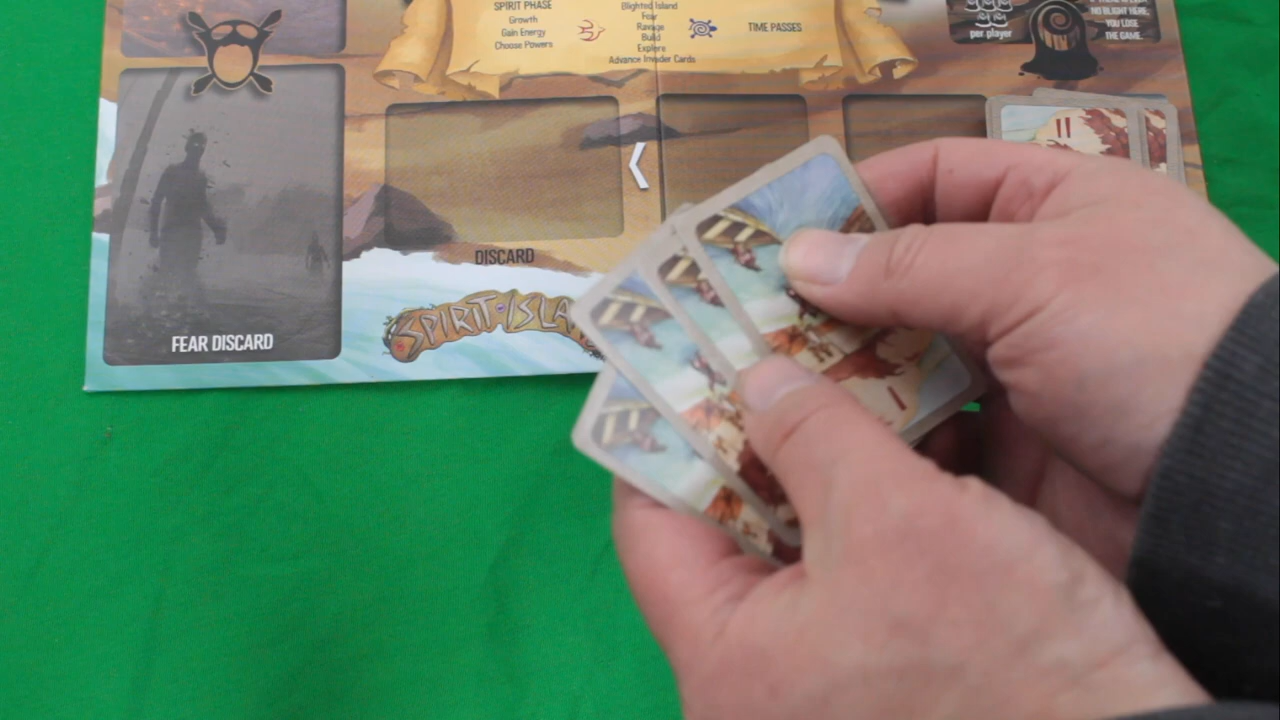 SPIRIT PHASE
Growth
Gain Energy
Choose Powers
Blighted Island
Fear
Ravage
Build
Explore
Advance Invader Cards
TIME PASSES
per player
NO BLIGHT HERE,
YOU LOSE
THE GAME.
II
DISCARD
SPIRIT ISLA
FEAR DISCARD
I